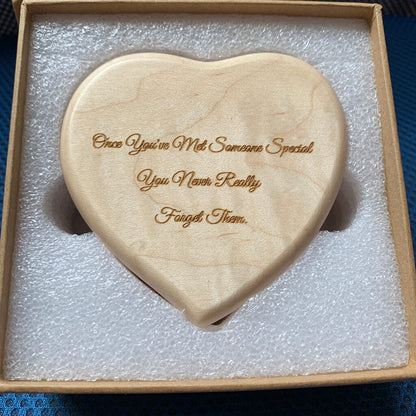 Once You've Met Someone Special
You Never Really
Forget Them.